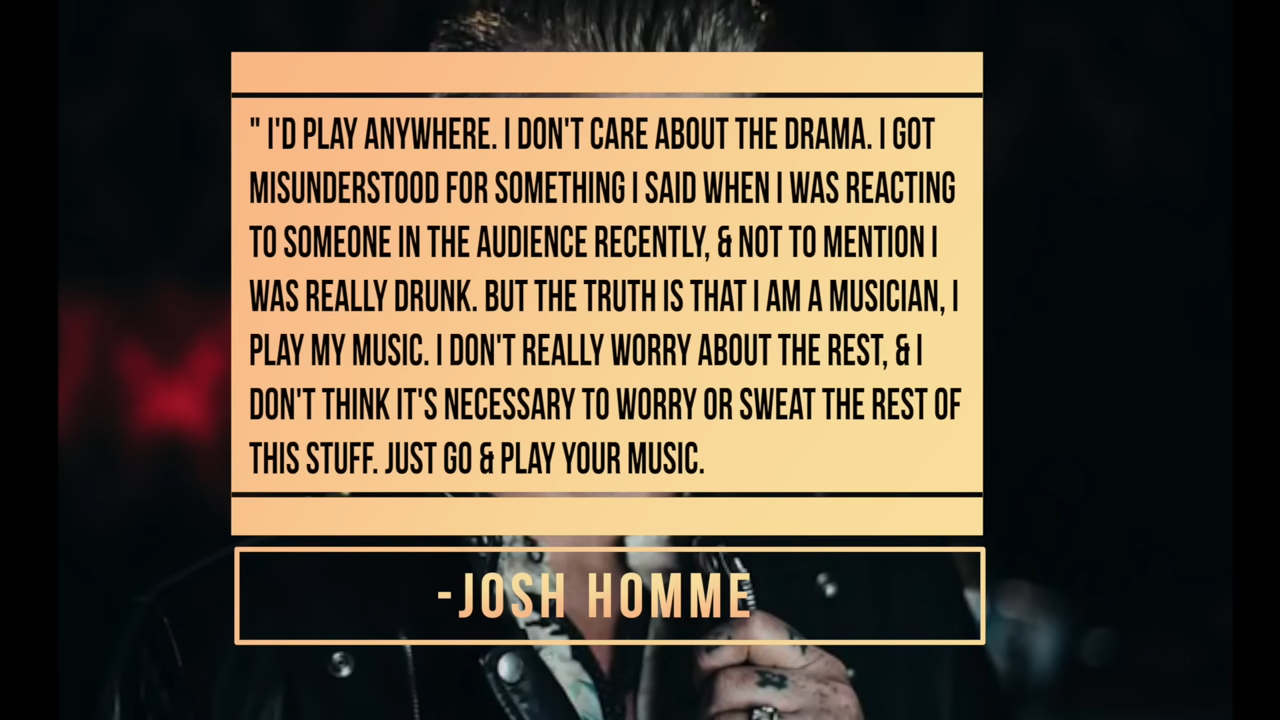 " I'D PLAY ANYWHERE. I DON'T CARE ABOUT THE DRAMA. I GOT
MISUNDERSTOOD FOR SOMETHING I SAID WHEN I WAS REACTING
TO SOMEONE IN THE AUDIENCE RECENTLY, & NOT TO MENTION I
WAS REALLY DRUNK. BUT THE TRUTH IS THAT I AM A MUSICIAN, I
PLAY MY MUSIC. I DON'T REALLY WORRY ABOUT THE REST, & I
DON'T THINK IT'S NECESSARY TO WORRY OR SWEAT THE REST OF
THIS STUFF. JUST GO & PLAY YOUR MUSIC.
-JOSH HOMME